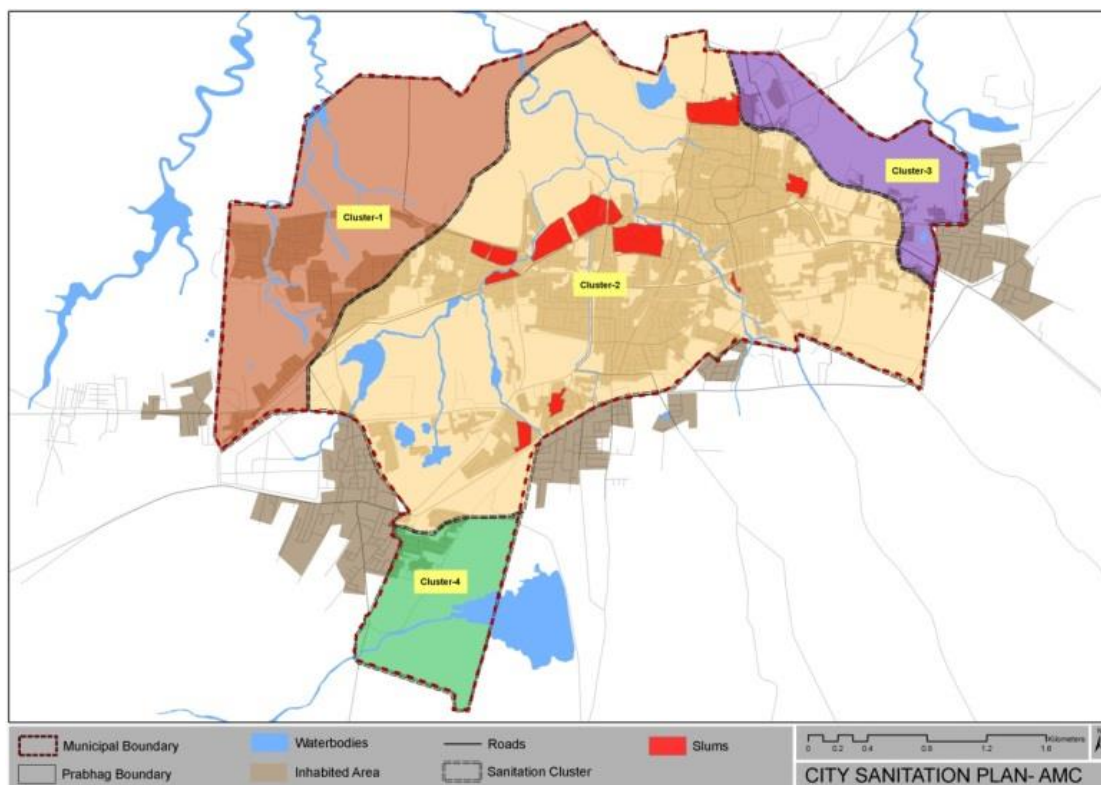 Cluster-3
Cluster-1
Cluster-2
Cluster-4
Municipal Boundary
Waterbodies
Roads
Slums
Prabhag Boundary
Inhabited Area
Sanitation Cluster
Kilometers
0 0.2 0.4 0.8 1.2 1.6
CITY SANITATION PLAN- AMC